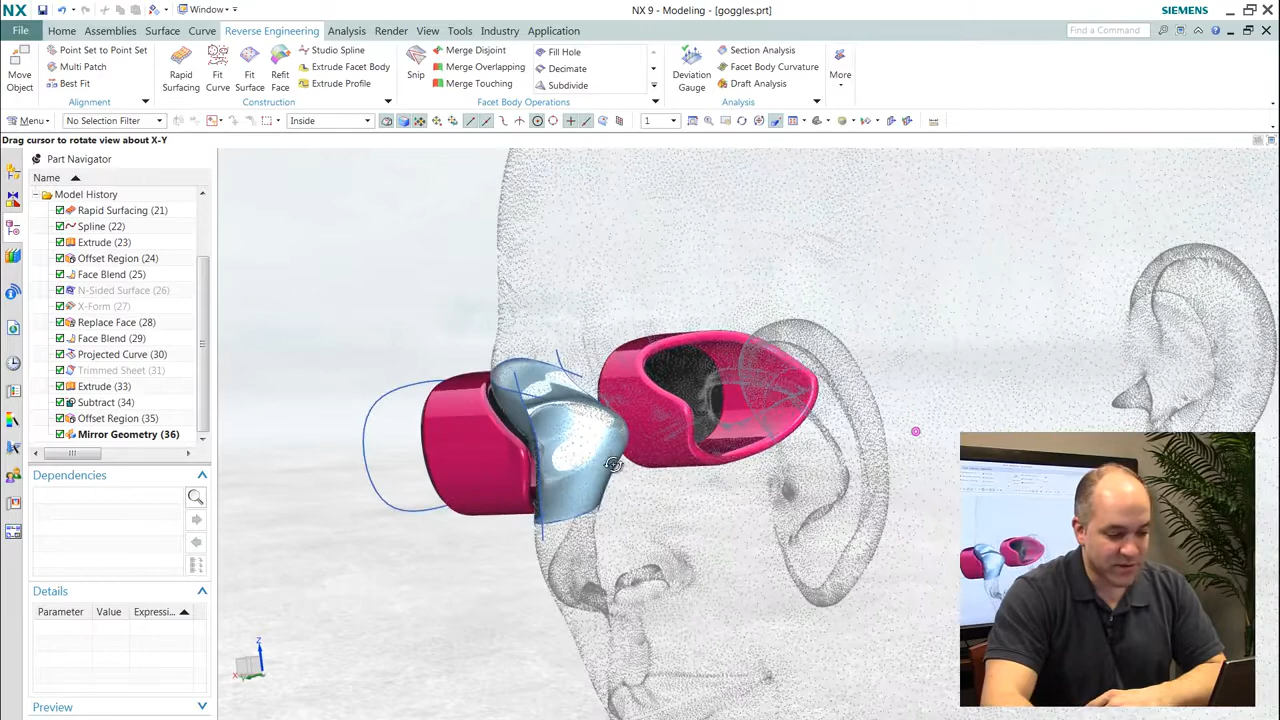 NX Window NX 9 - Modeling - [goggles.prt] SIEMENS
File Home Assemblies Surface Curve Reverse Engineering Analysis Render View Tools Industry Application Find a Command
Move Object
Point Set to Point Set
Multi Patch
Best Fit
Alignment
Rapid Surfacing
Fit Curve
Fit Surface
Refit Face
Studio Spline
Extrude Facet Body
Extrude Profile
Construction
Snip
Merge Disjoint
Merge Overlapping
Merge Touching
Fill Hole
Decimate
Subdivide
Facet Body Operations
Deviation Gauge
Section Analysis
Facet Body Curvature
Draft Analysis
Analysis
More
Menu No Selection Filter Inside 1
Drag cursor to rotate view about X-Y
Part Navigator
Name
Model History
Rapid Surfacing (21)
Spline (22)
Extrude (23)
Offset Region (24)
Face Blend (25)
N-Sided Surface (26)
X-Form (27)
Replace Face (28)
Face Blend (29)
Projected Curve (30)
Trimmed Sheet (31)
Extrude (33)
Subtract (34)
Offset Region (35)
Mirror Geometry (36)
Dependencies
Details
Parameter Value Expressi...
Preview
Z
X